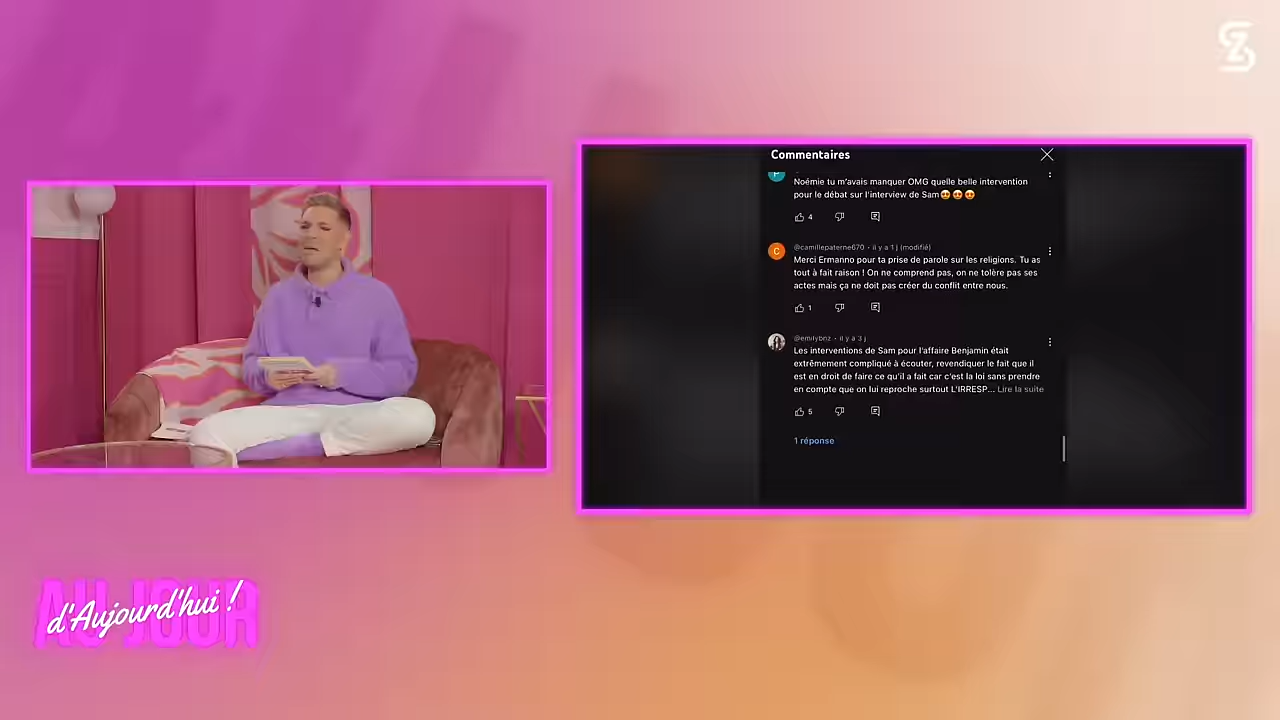 SZ
Commentaires
P
Noémie tu m'avais manquer OMG quelle belle intervention
pour le débat sur l'interview de Sam😍😍😍
4
@camillepaterne670 · il y a 1 j (modifié)
C
Merci Ermanno pour ta prise de parole sur les religions. Tu as
tout à fait raison ! On ne comprend pas, on ne tolère pas ses
actes mais ça ne doit pas créer du conflit entre nous.
1
@emilybnz · il y a 3 j
Les interventions de Sam pour l'affaire Benjamin était
extrêmement compliqué à écouter, revendiquer le fait que il
est en droit de faire ce qu'il a fait car c'est la loi sans prendre
en compte que on lui reproche surtout L'IRRESP... Lire la suite
5
1 réponse
AU JOUR
d'Aujourd'hui !